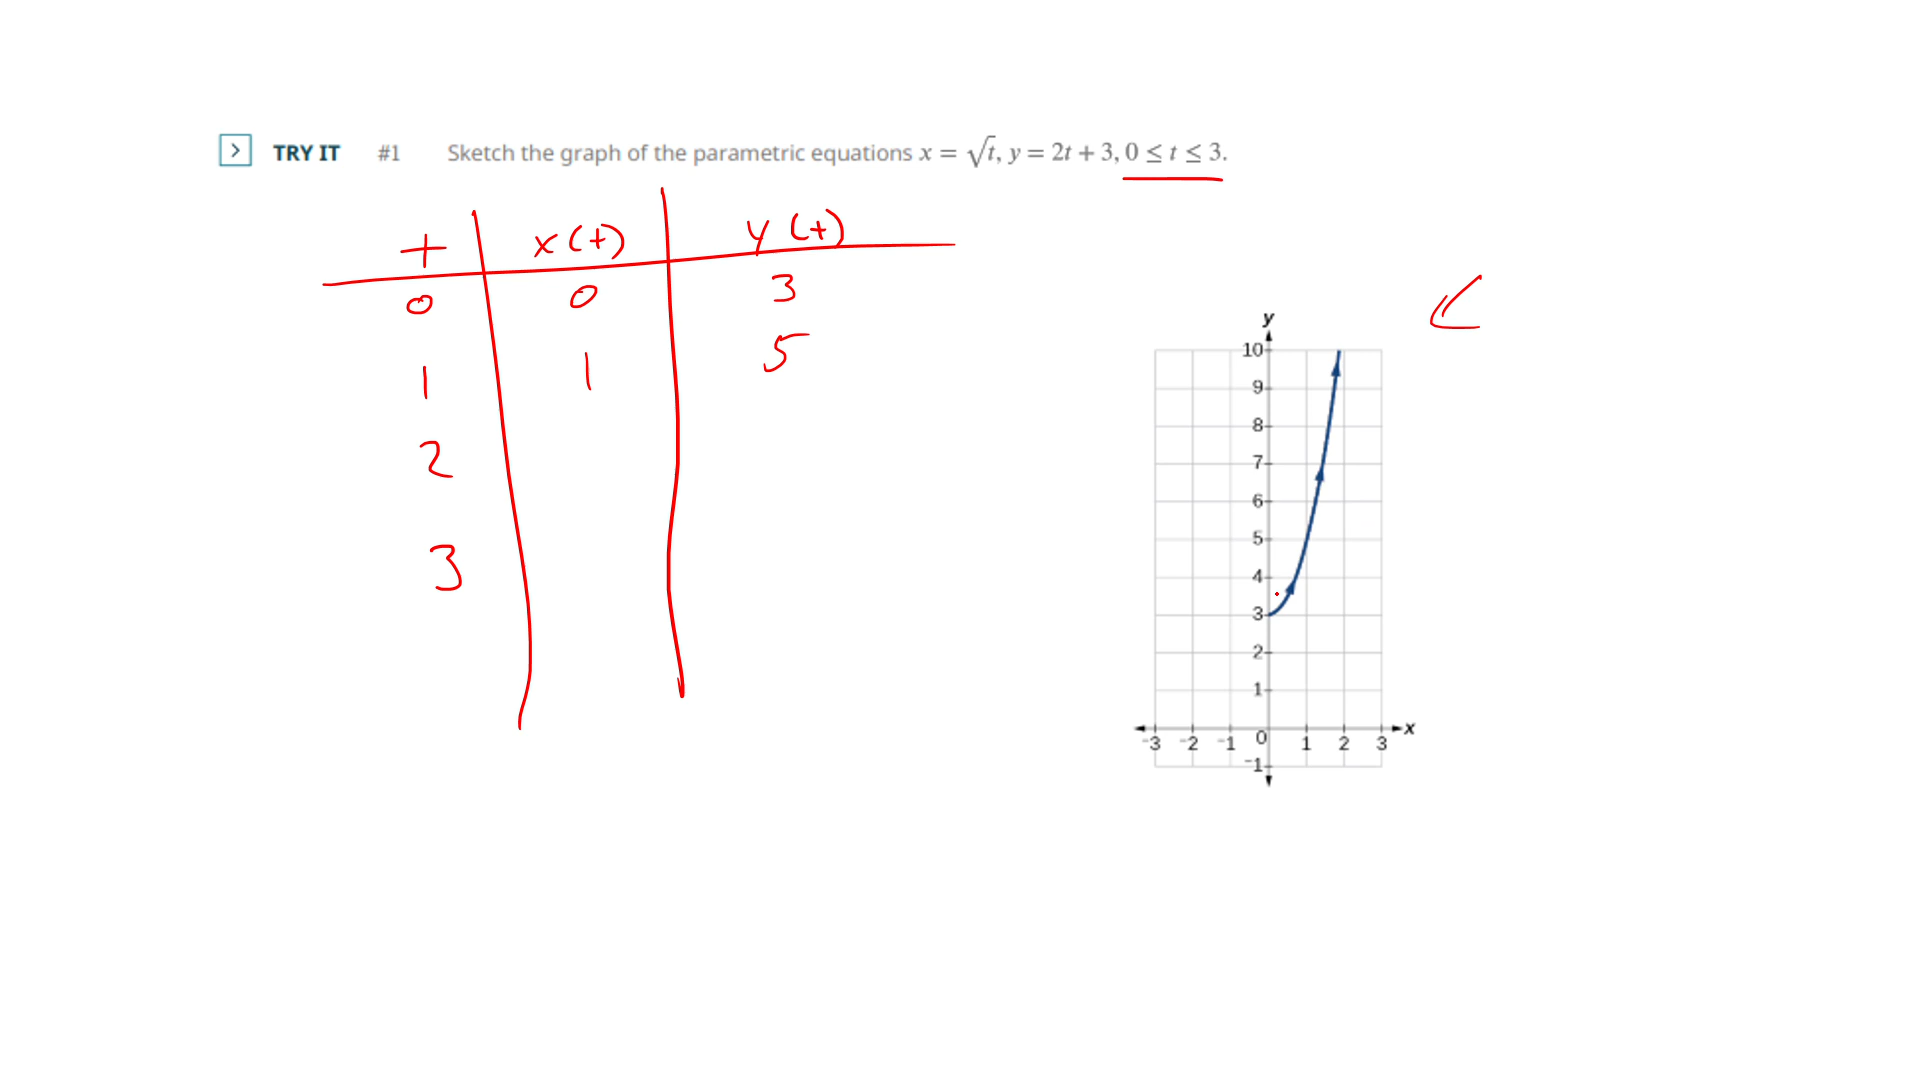 > TRY IT #1 Sketch the graph of the parametric equations x = √t, y = 2t + 3, 0 ≤ t ≤ 3.
t x(t) y(t)
0 0 3
1 1 5
2
3
y
10
9
8
7
6
5
4
3
2
1
-3 -2 -1 0 1 2 3 x
-1